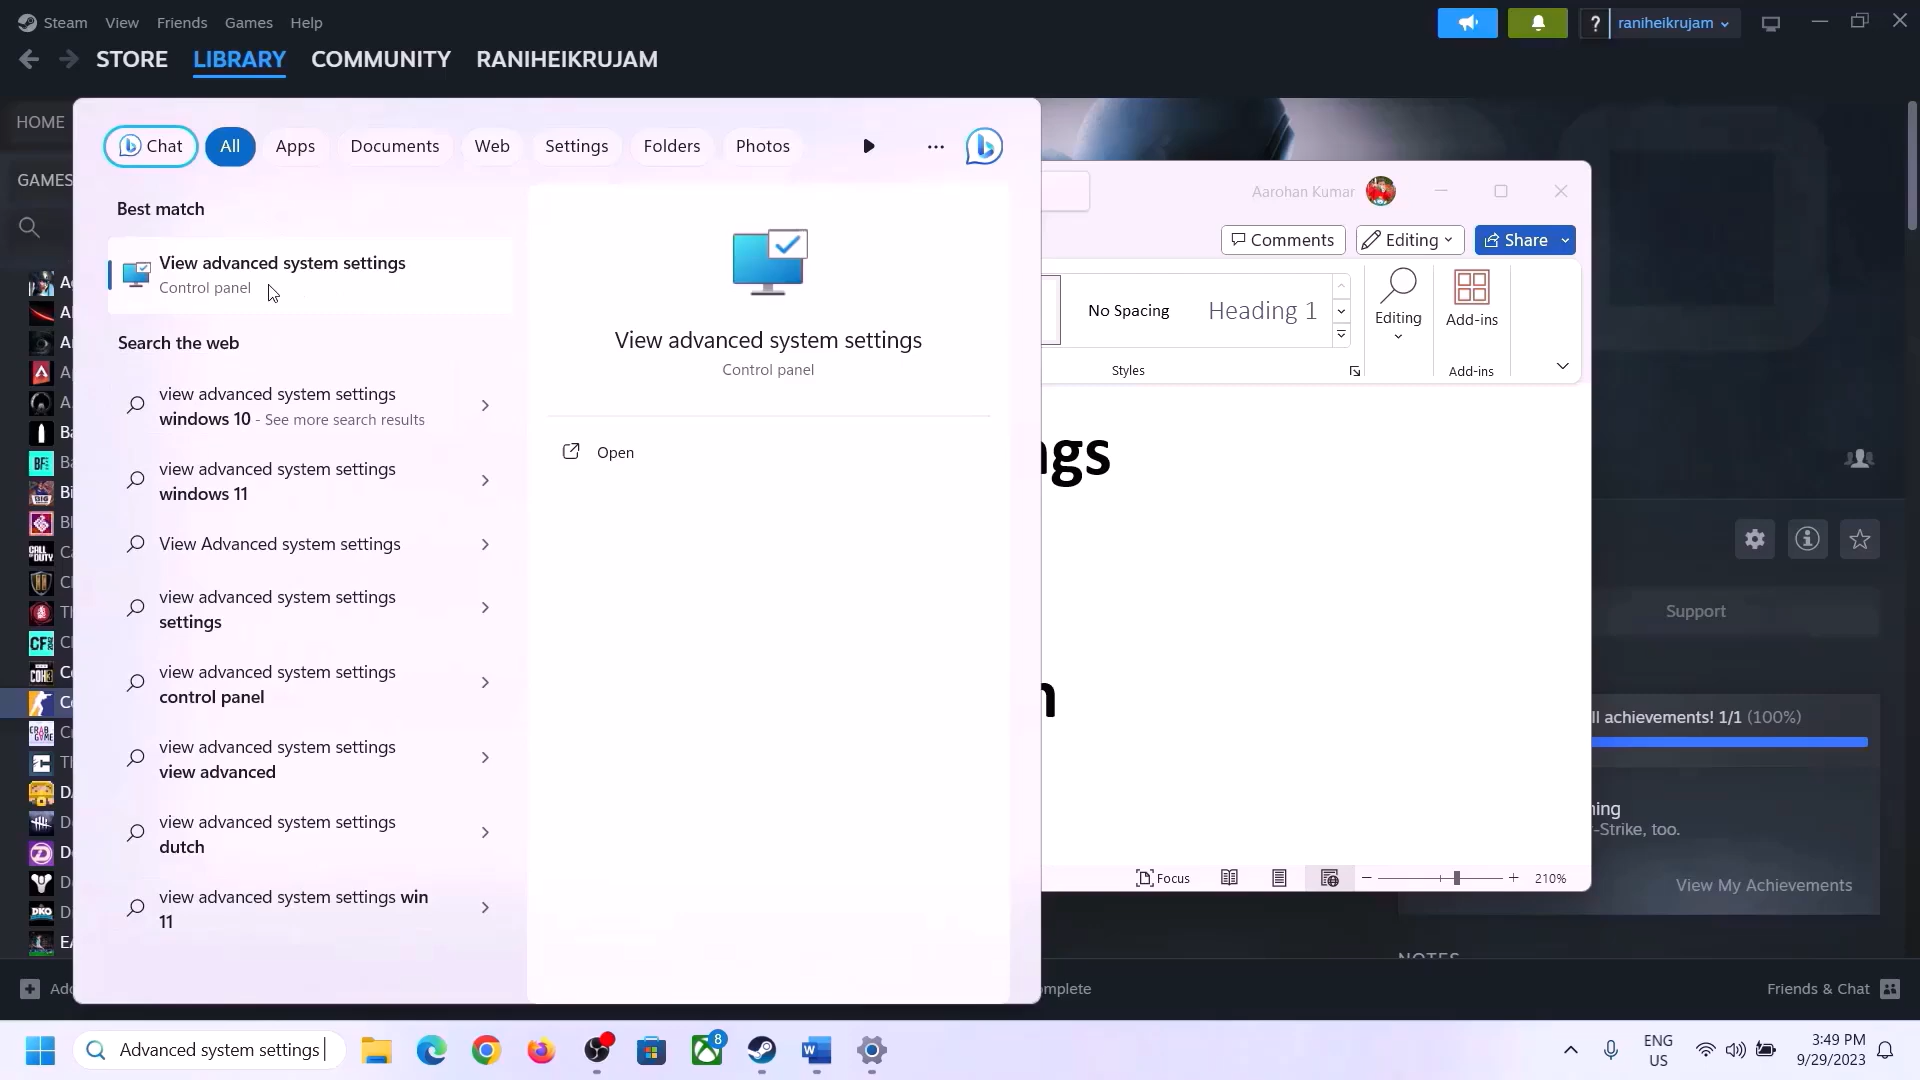 Steam View Friends Games Help
? raniheikrujam
STORE LIBRARY COMMUNITY RANIHEIKRUJAM
HOME
GAMES
Chat All Apps Documents Web Settings Folders Photos
Best match
View advanced system settings
Control panel
Search the web
view advanced system settings
windows 10 - See more search results
view advanced system settings
windows 11
View Advanced system settings
view advanced system settings
settings
view advanced system settings
control panel
view advanced system settings
view advanced
view advanced system settings
dutch
view advanced system settings win
11
View advanced system settings
Control panel
Open
Aarohan Kumar
Comments Editing Share
No Spacing Heading 1
Editing
Add-ins
Styles
Add-ins
ngs
n
Focus
210%
Support
ll achievements! 1/1 (100%)
ning
-Strike, too.
View My Achievements
NOTES
Add
mplete
Friends & Chat
Advanced system settings
8
ENG
US
3:49 PM
9/29/2023